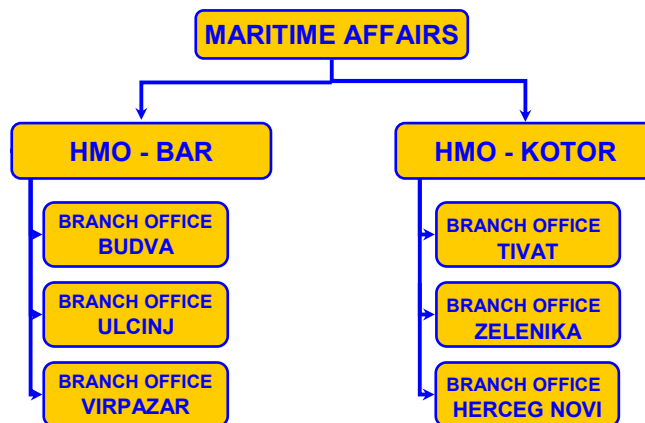 MARITIME AFFAIRS
HMO - BAR
BRANCH OFFICE
BUDVA
BRANCH OFFICE
ULCINJ
BRANCH OFFICE
VIRPAZAR
HMO - KOTOR
BRANCH OFFICE
TIVAT
BRANCH OFFICE
ZELENIKA
BRANCH OFFICE
HERCEG NOVI